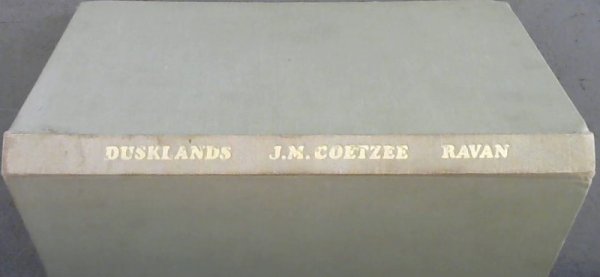 DUSKLANDS J.M. COETZEE RAVAN